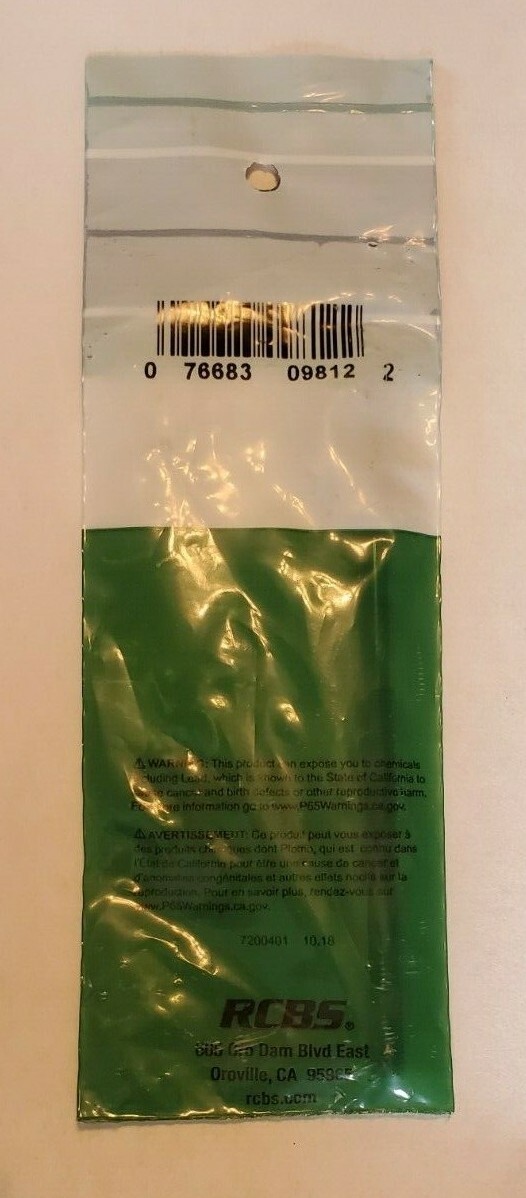 0 76683 09812 2
⚠ WARNING: This product can expose you to chemicals
including Lead, which is known to the State of California to
cause cancer and birth defects or other reproductive harm.
For more information go to www.P65Warnings.ca.gov.
⚠ AVERTISSEMENT: Ce produit peut vous exposer à
des produits chimiques dont Plomb, qui est connu dans
l'État de Californie pour être une cause de cancer et
d'anomalies congénitales et autres effets nocifs sur la
reproduction. Pour en savoir plus, rendez-vous sur
www.P65Warnings.ca.gov.
7200401 10.18
RCBS®
605 Oro Dam Blvd East
Oroville, CA 95965
rcbs.com